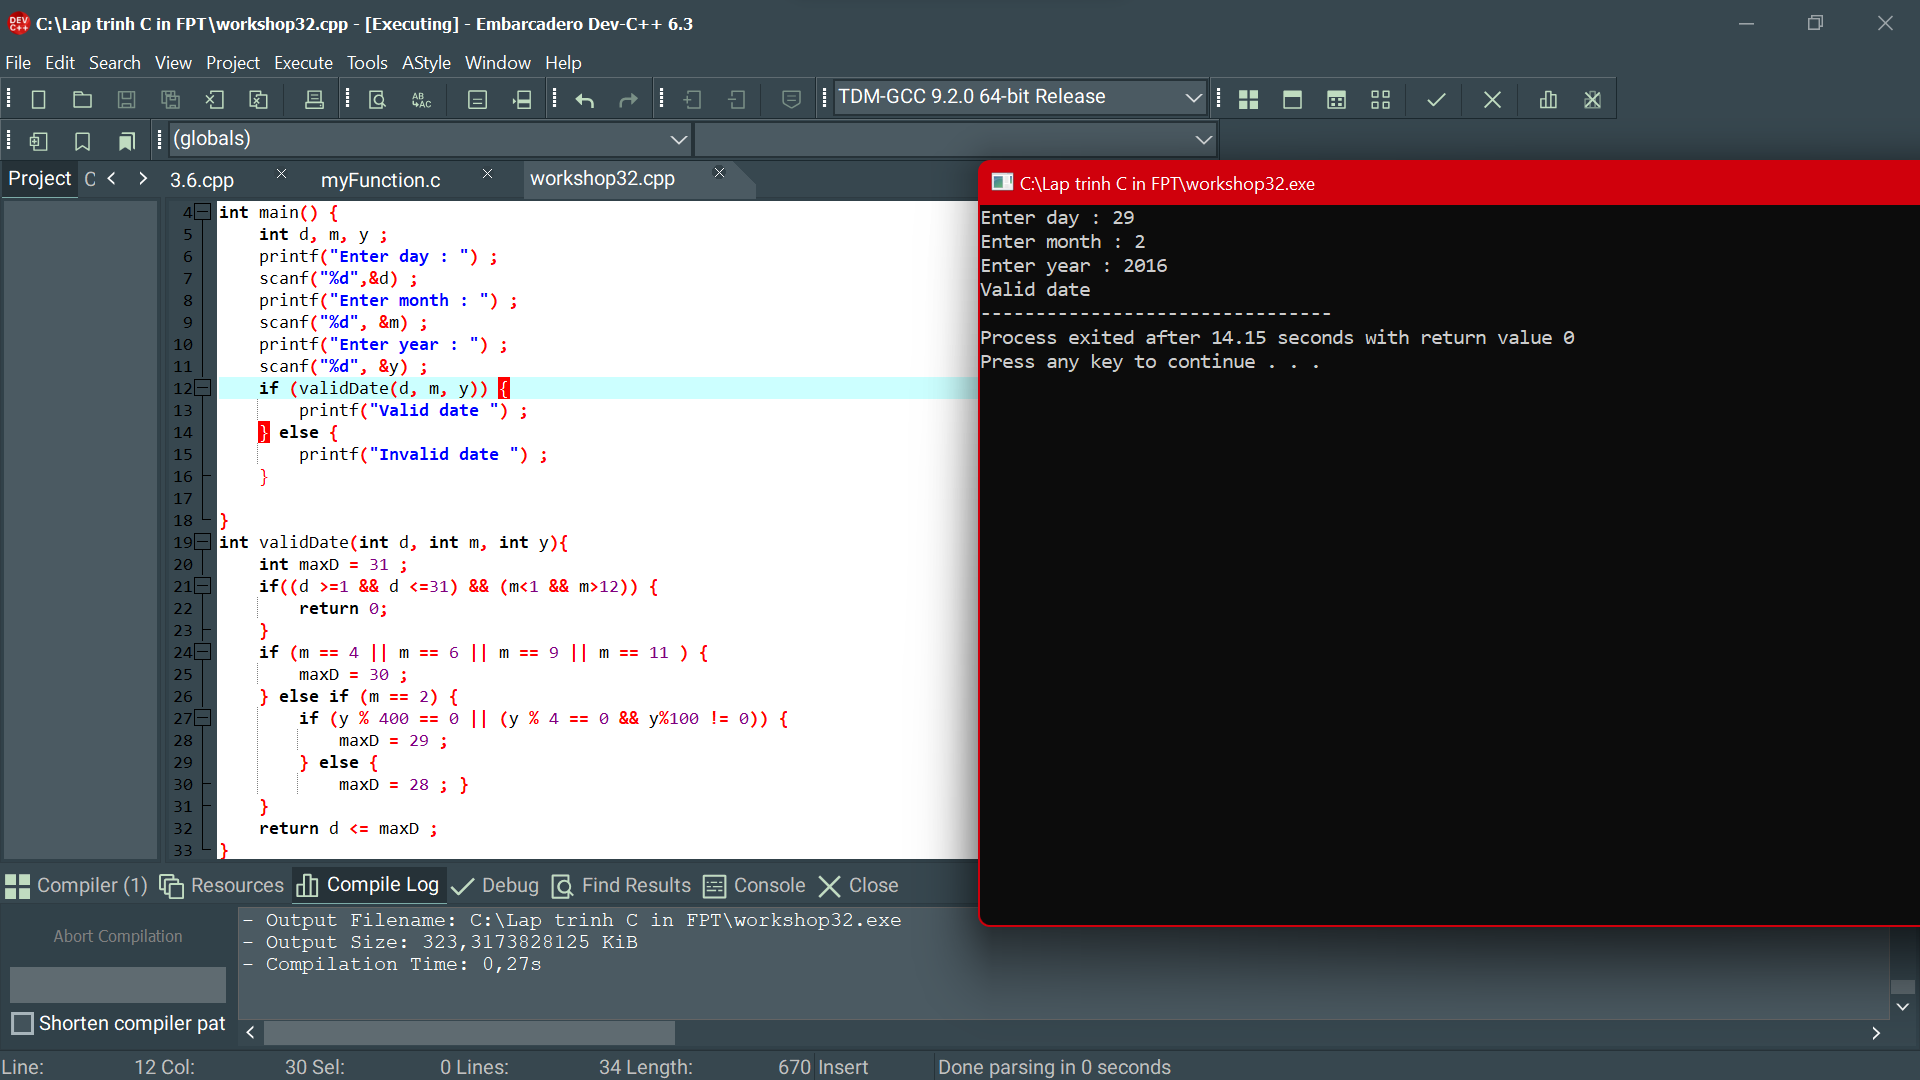 C:\Lap trinh C in FPT\workshop32.cpp - [Executing] - Embarcadero Dev-C++ 6.3
File Edit Search View Project Execute Tools AStyle Window Help
TDM-GCC 9.2.0 64-bit Release
(globals)
Project
3.6.cpp
myFunction.c
workshop32.cpp
4 int main() {
5 int d, m, y ;
6 printf("Enter day : ") ;
7 scanf("%d",&d) ;
8 printf("Enter month : ") ;
9 scanf("%d", &m) ;
10 printf("Enter year : ") ;
11 scanf("%d", &y) ;
12 if (validDate(d, m, y)) {
13 printf("Valid date ") ;
14 } else {
15 printf("Invalid date ") ;
16 }
17
18 }
19 int validDate(int d, int m, int y){
20 int maxD = 31 ;
21 if((d >=1 && d <=31) && (m<1 && m>12)) {
22 return 0;
23 }
24 if (m == 4 || m == 6 || m == 9 || m == 11 ) {
25 maxD = 30 ;
26 } else if (m == 2) {
27 if (y % 400 == 0 || (y % 4 == 0 && y%100 != 0)) {
28 maxD = 29 ;
29 } else {
30 maxD = 28 ; }
31 }
32 return d <= maxD ;
33 }
C:\Lap trinh C in FPT\workshop32.exe
Enter day : 29
Enter month : 2
Enter year : 2016
Valid date
--------------------------------
Process exited after 14.15 seconds with return value 0
Press any key to continue . . .
Compiler (1) Resources Compile Log Debug Find Results Console Close
Abort Compilation
Shorten compiler pat
- Output Filename: C:\Lap trinh C in FPT\workshop32.exe
- Output Size: 323,3173828125 KiB
- Compilation Time: 0,27s
Line: 12 Col: 30 Sel: 0 Lines: 34 Length: 670 Insert Done parsing in 0 seconds